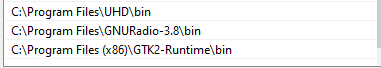 C:\Program Files\UHD\bin
C:\Program Files\GNURadio-3.8\bin
C:\Program Files (x86)\GTK2-Runtime\bin